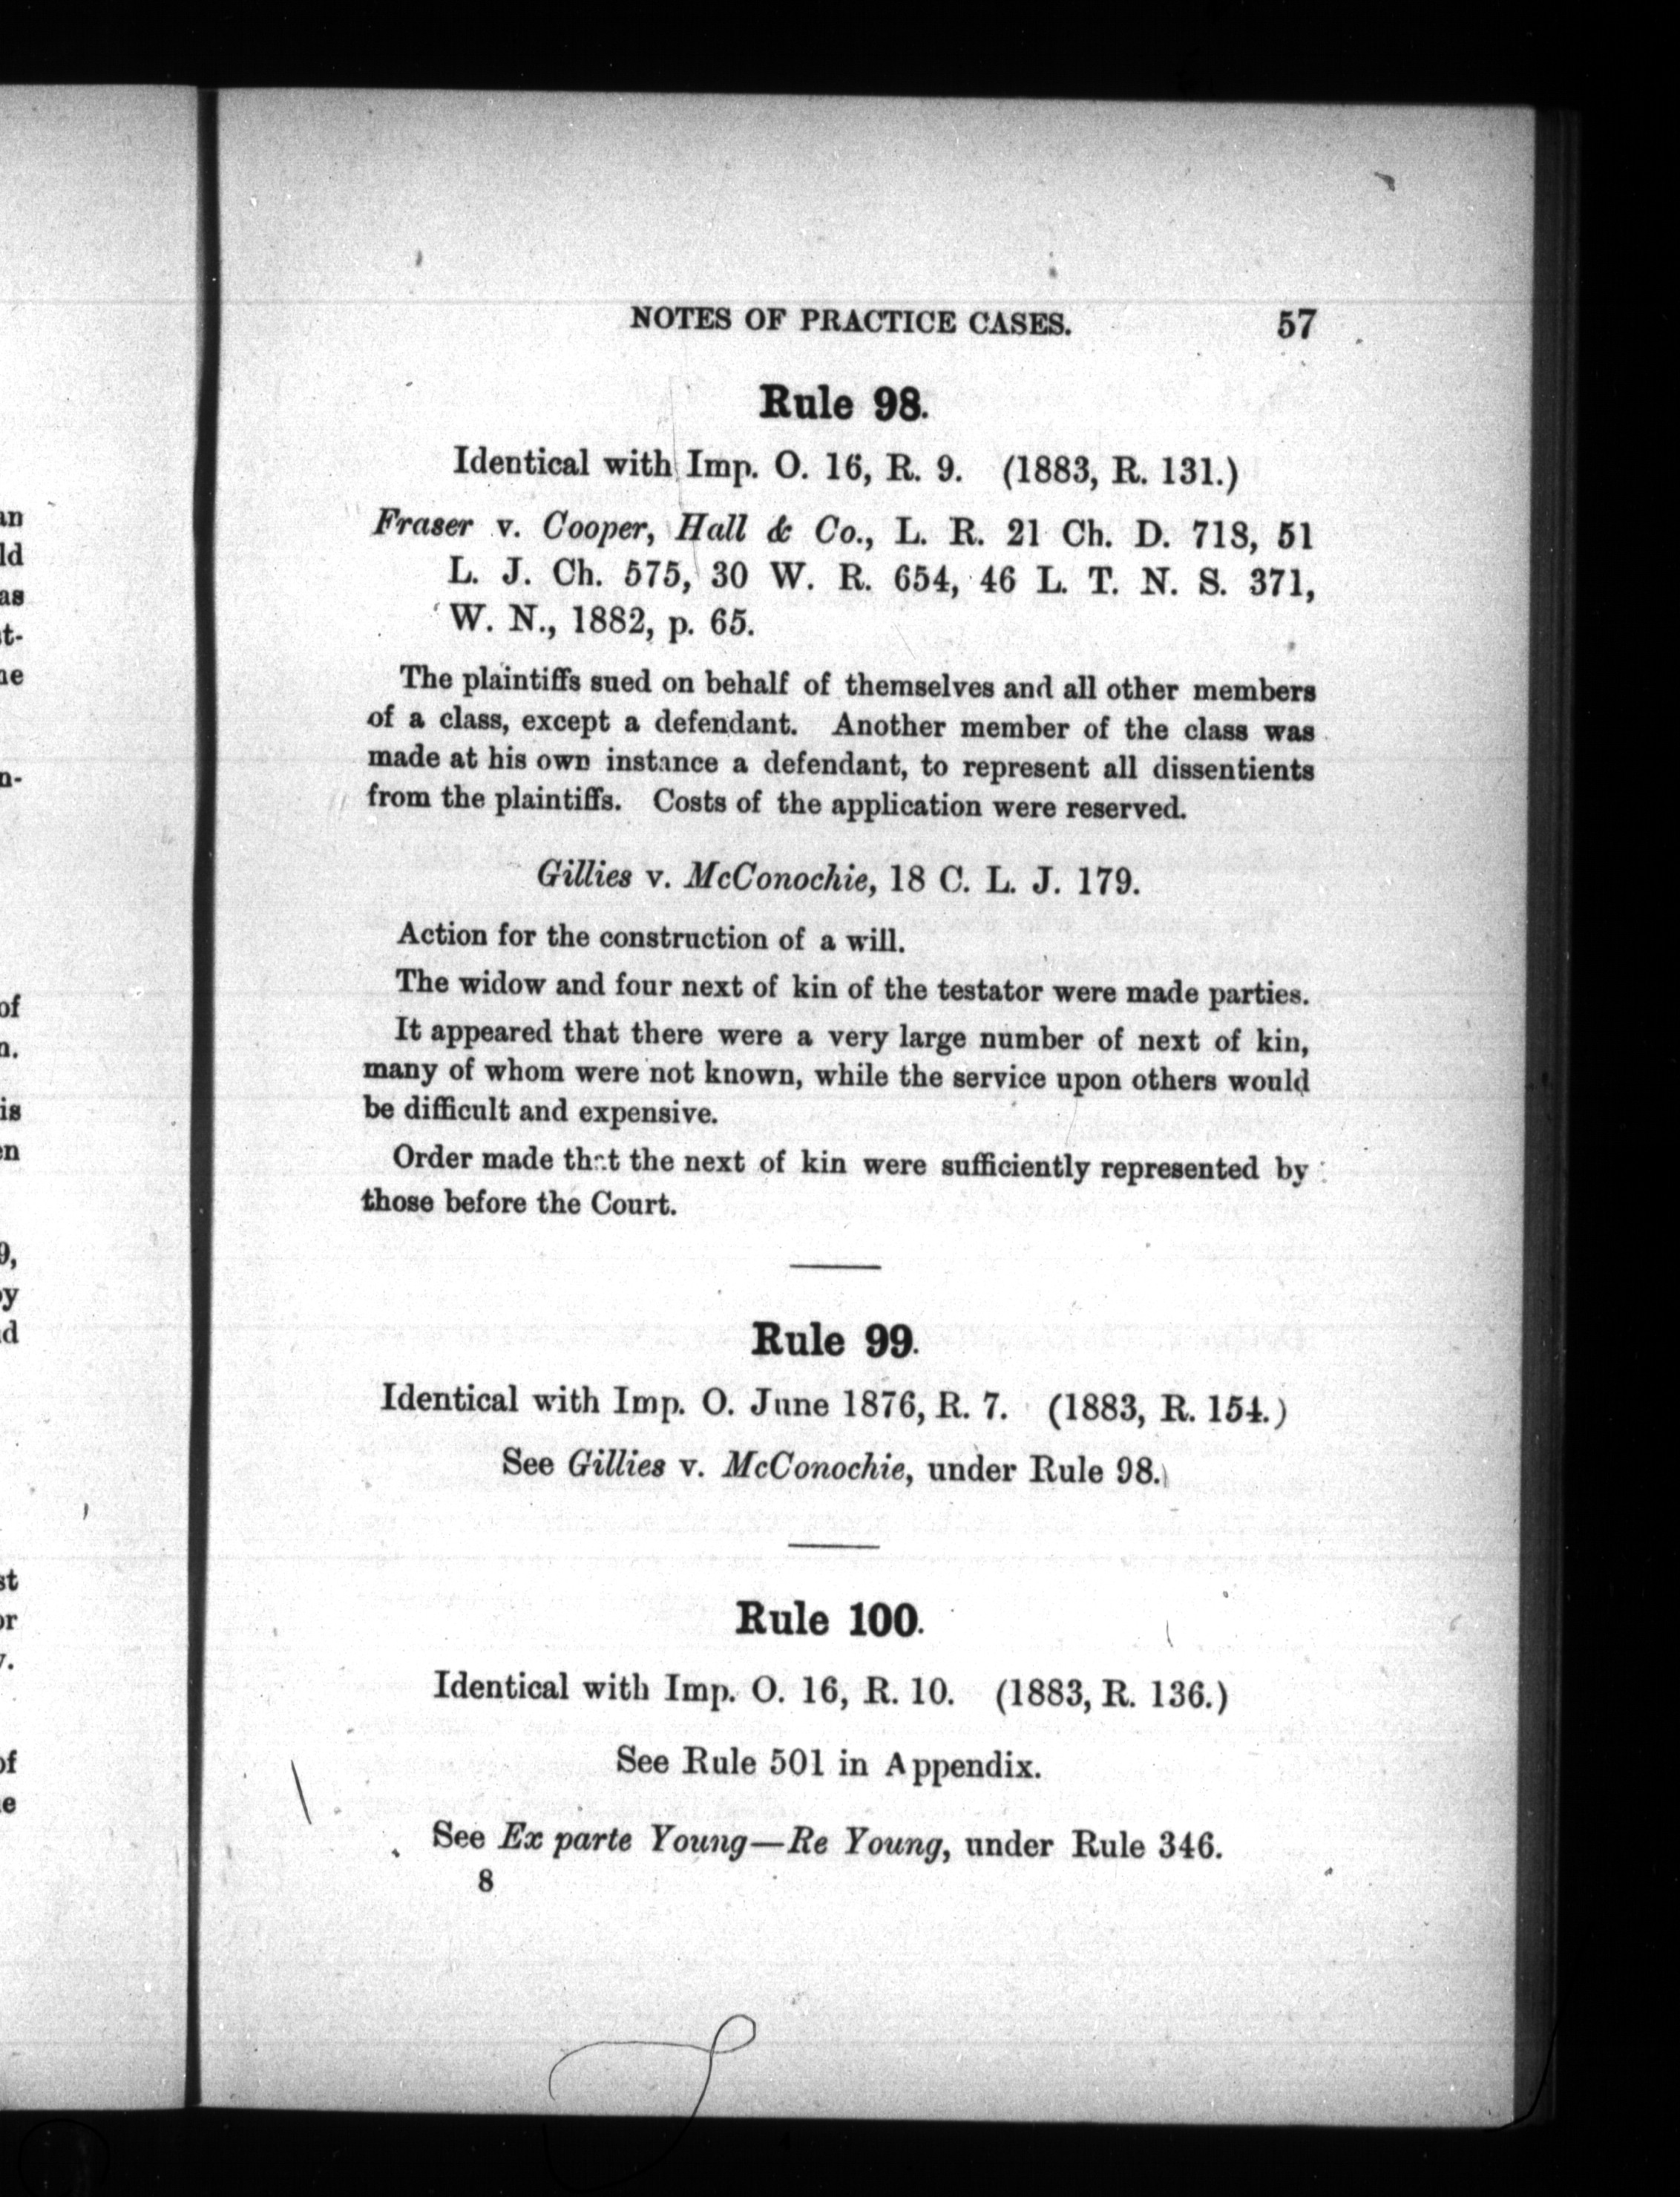 NOTES OF PRACTICE CASES. 57
Rule 98.
Identical with Imp. O. 16, R. 9. (1883, R. 131.)
Fraser v. Cooper, Hall & Co., L. R. 21 Ch. D. 718, 51
L. J. Ch. 575, 30 W. R. 654, 46 L. T. N. S. 371,
W. N., 1882, p. 65.
The plaintiffs sued on behalf of themselves and all other members
of a class, except a defendant. Another member of the class was
made at his own instance a defendant, to represent all dissentients
from the plaintiffs. Costs of the application were reserved.
Gillies v. McConochie, 18 C. L. J. 179.
Action for the construction of a will.
The widow and four next of kin of the testator were made parties.
It appeared that there were a very large number of next of kin,
many of whom were not known, while the service upon others would
be difficult and expensive.
Order made that the next of kin were sufficiently represented by
those before the Court.
Rule 99.
Identical with Imp. O. June 1876, R. 7. (1883, R. 154.)
See Gillies v. McConochie, under Rule 98.
Rule 100.
Identical with Imp. O. 16, R. 10. (1883, R. 136.)
See Rule 501 in Appendix.
See Ex parte Young—Re Young, under Rule 346.
8